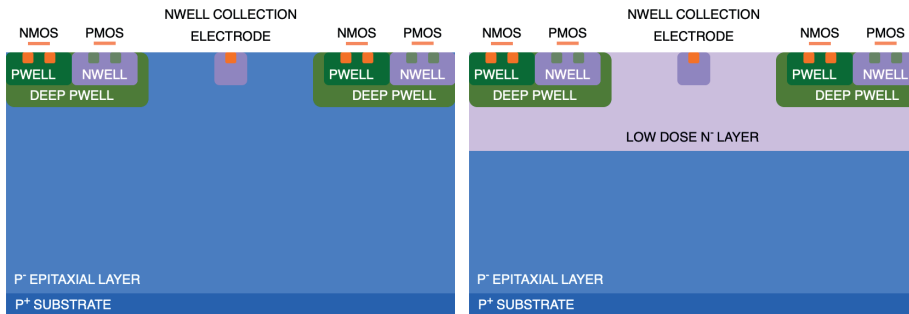 NWELL COLLECTION
ELECTRODE
NMOS
PMOS
NMOS
PMOS
PWELL
NWELL
DEEP PWELL
PWELL
NWELL
DEEP PWELL
P⁻ EPITAXIAL LAYER
P⁺ SUBSTRATE
NWELL COLLECTION
ELECTRODE
NMOS
PMOS
NMOS
PMOS
PWELL
NWELL
DEEP PWELL
PWELL
NWELL
DEEP PWELL
LOW DOSE N⁻ LAYER
P⁻ EPITAXIAL LAYER
P⁺ SUBSTRATE